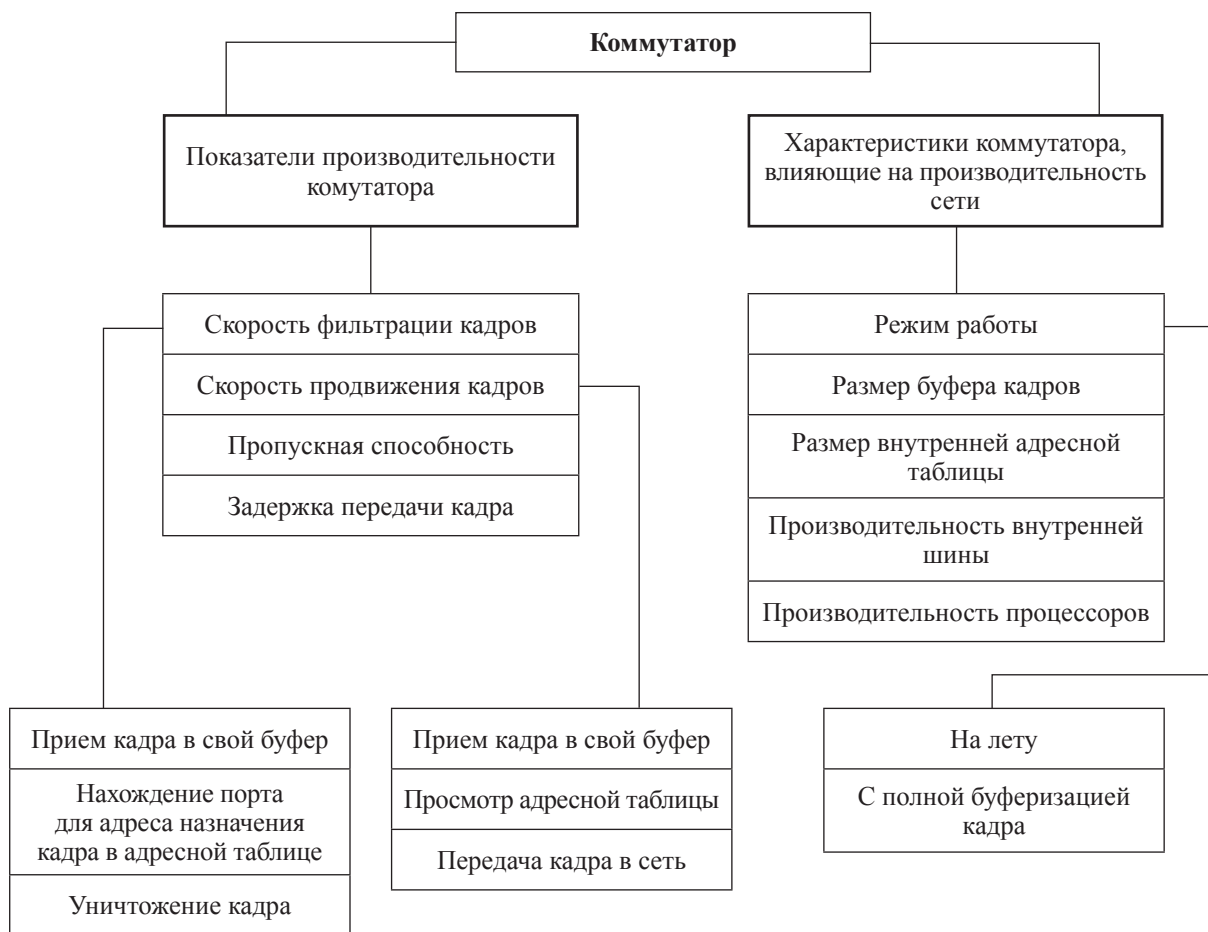 Коммутатор
Показатели производительности
комутатора
Характеристики коммутатора,
влияющие на производительность
сети
Скорость фильтрации кадров
Скорость продвижения кадров
Пропускная способность
Задержка передачи кадра
Режим работы
Размер буфера кадров
Размер внутренней адресной
таблицы
Производительность внутренней
шины
Производительность процессоров
Прием кадра в свой буфер
Нахождение порта
для адреса назначения
кадра в адресной таблице
Уничтожение кадра
Прием кадра в свой буфер
Просмотр адресной таблицы
Передача кадра в сеть
На лету
С полной буферизацией
кадра